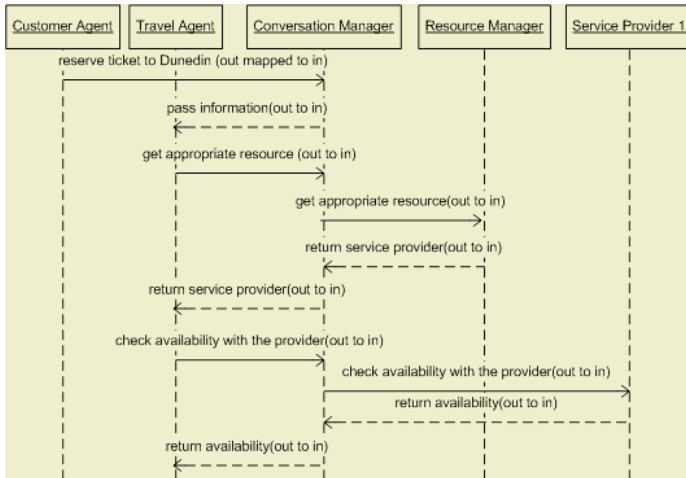 Customer Agent
Travel Agent
Conversation Manager
Resource Manager
Service Provider 1
reserve ticket to Dunedin (out mapped to in)
pass information(out to in)
get appropriate resource (out to in)
get appropriate resource(out to in)
return service provider(out to in)
return service provider(out to in)
check availability with the provider(out to in)
check availability with the provider(out to in)
return availability(out to in)
return availability(out to in)